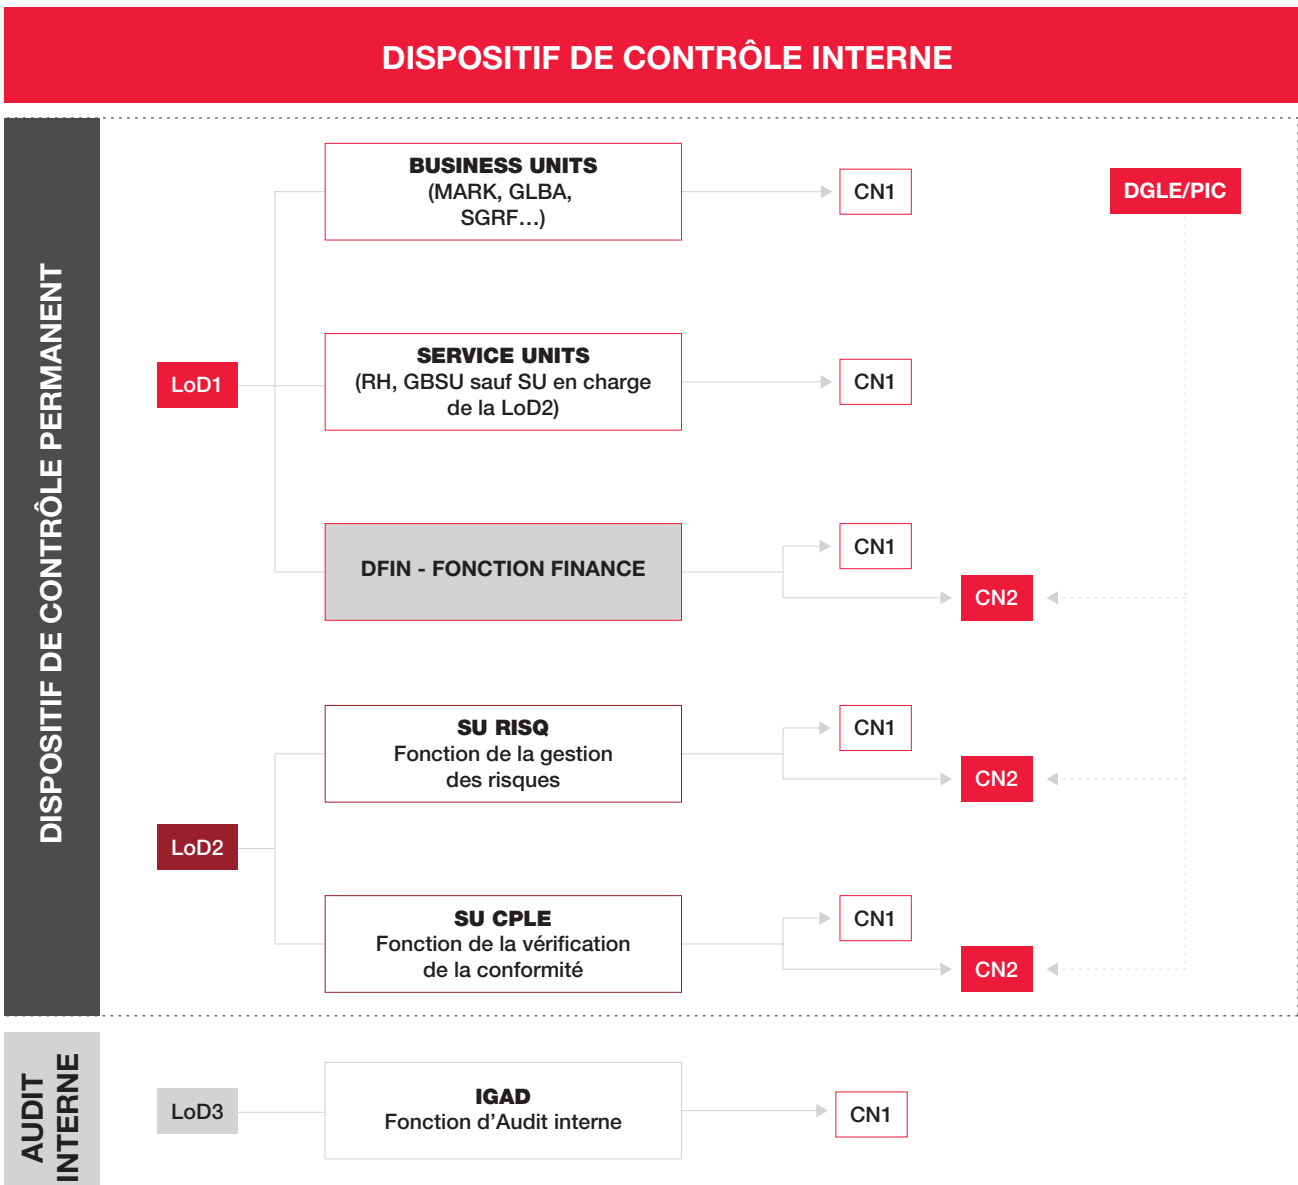 DISPOSITIF DE CONTRÔLE INTERNE
DISPOSITIF DE CONTRÔLE PERMANENT
LoD1
BUSINESS UNITS
(MARK, GLBA,
SGRF…)
CN1
DGLE/PIC
SERVICE UNITS
(RH, GBSU sauf SU en charge
de la LoD2)
CN1
DFIN - FONCTION FINANCE
CN1
CN2
LoD2
SU RISQ
Fonction de la gestion
des risques
CN1
CN2
SU CPLE
Fonction de la vérification
de la conformité
CN1
CN2
AUDIT
INTERNE
LoD3
IGAD
Fonction d’Audit interne
CN1